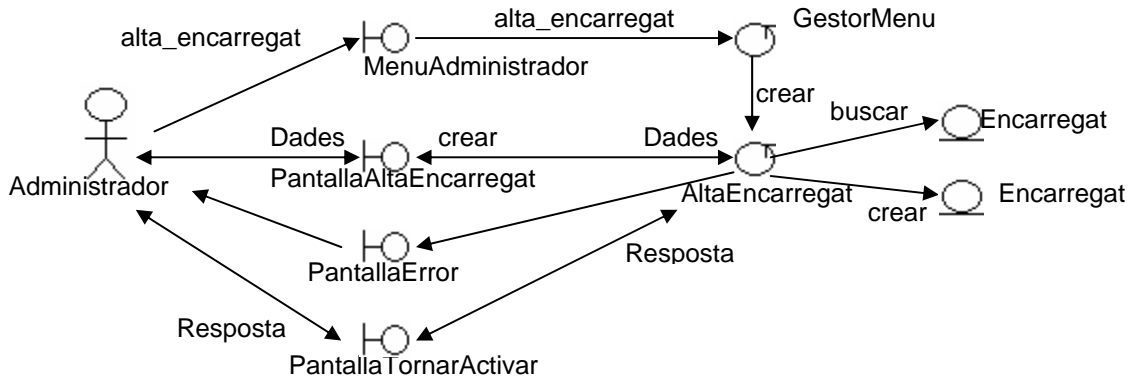 alta_encarregat
alta_encarregat
GestorMenu
MenuAdministrador
crear
buscar
Encarregat
Dades
crear
Dades
Administrador
PantallaAltaEncarregat
AltaEncarregat
crear
Encarregat
PantallaError
Resposta
Resposta
PantallaTornarActivar